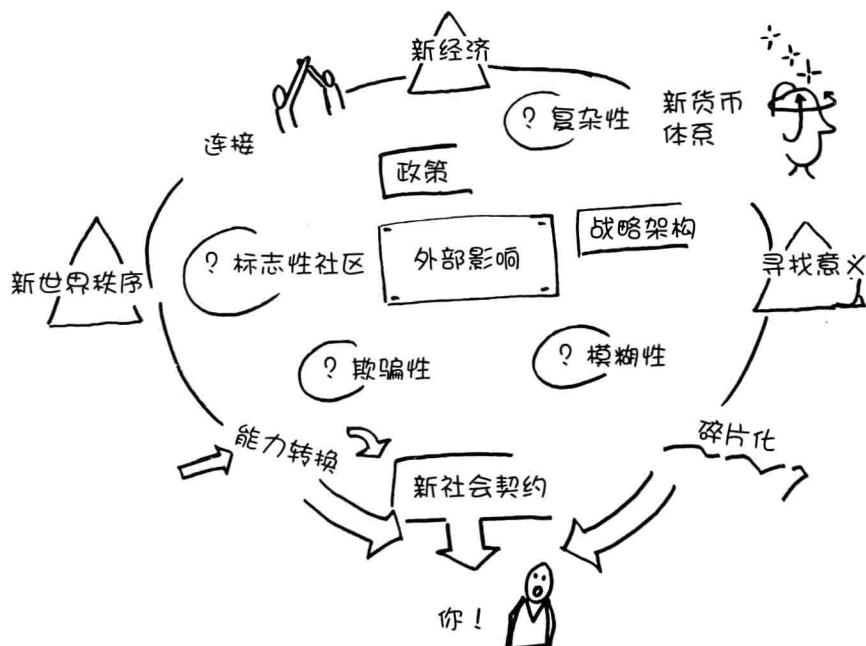 新经济
? 复杂性
新货币
体系
连接
政策
战略架构
新世界秩序
? 标志性社区
外部影响
寻找意义
? 欺骗性
? 模糊性
能力转换
碎片化
新社会契约
你！